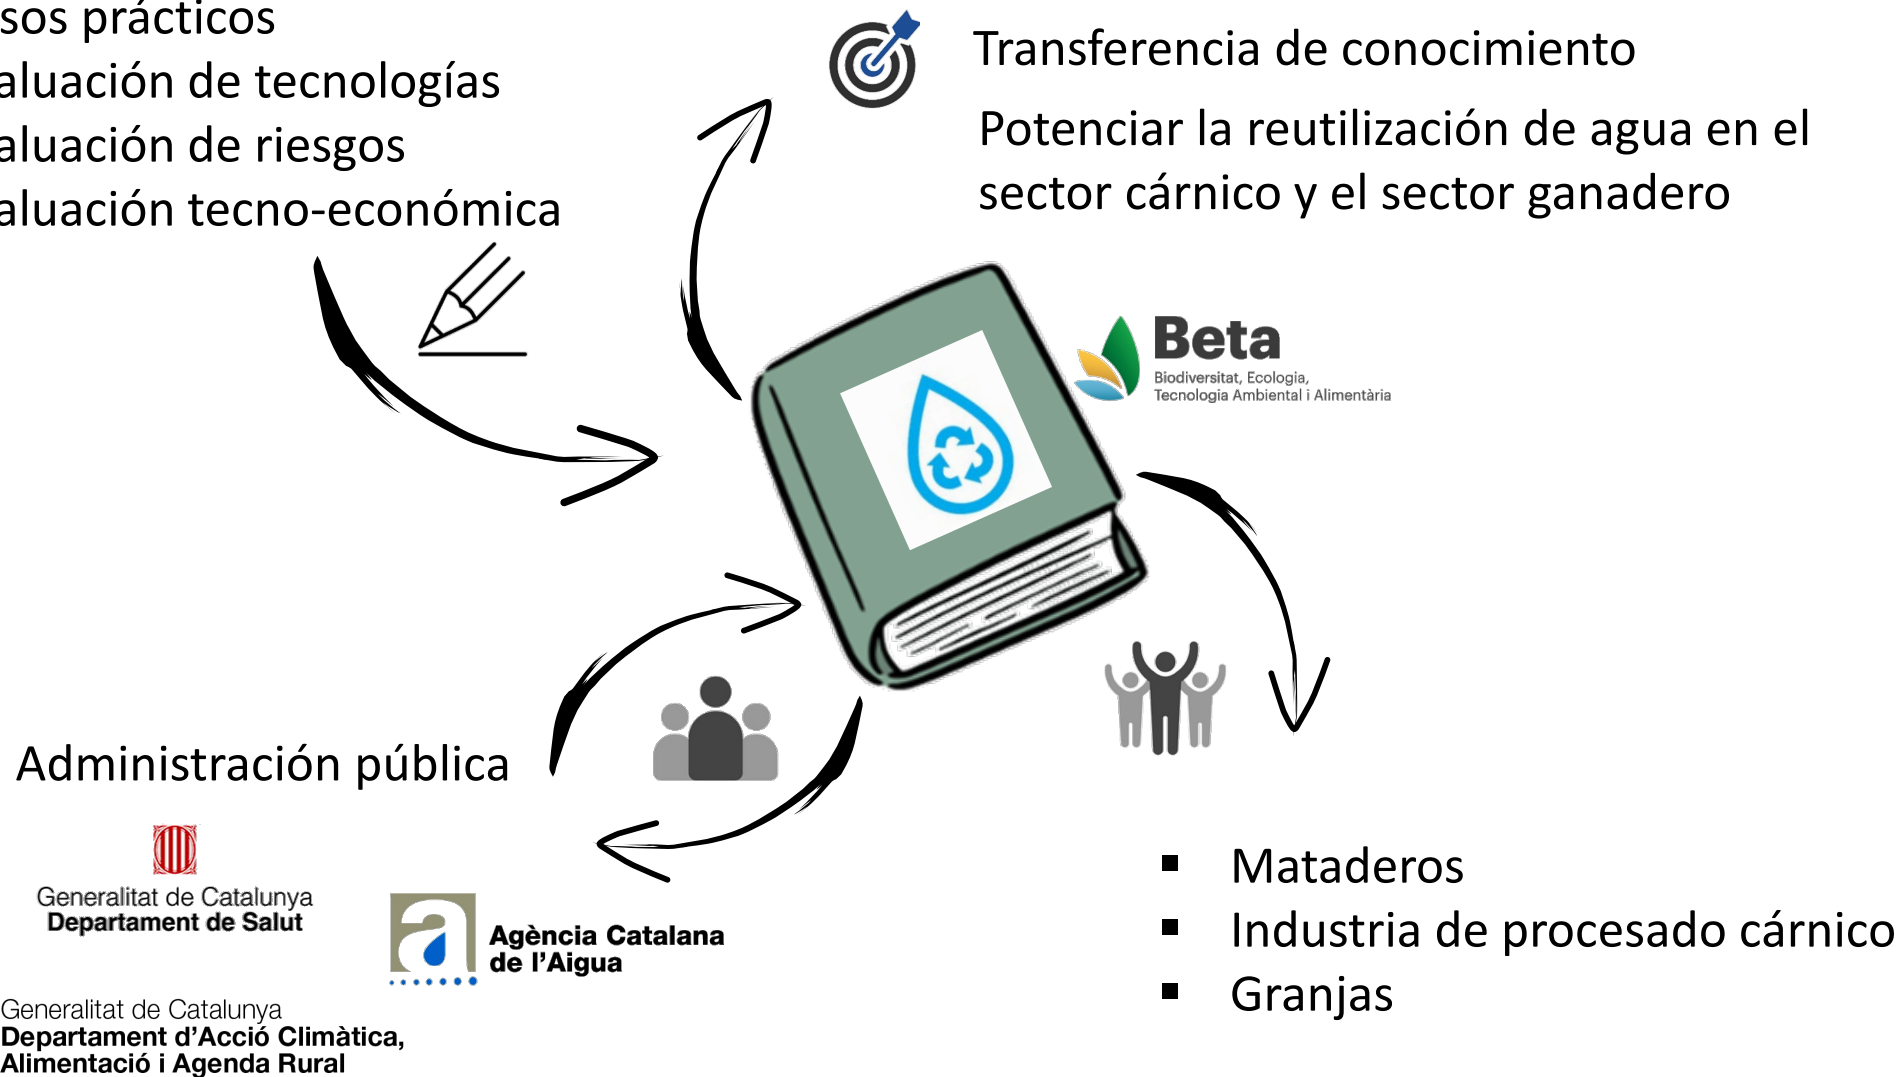 sos prácticos
aluación de tecnologías
aluación de riesgos
aluación tecno-económica
Transferencia de conocimiento
Potenciar la reutilización de agua en el
sector cárnico y el sector ganadero
Beta
Biodiversitat, Ecologia,
Tecnologia Ambiental i Alimentària
Administración pública
Generalitat de Catalunya
Departament de Salut
Agència Catalana
de l'Aigua
Generalitat de Catalunya
Departament d'Acció Climàtica,
Alimentació i Agenda Rural
▪ Mataderos
▪ Industria de procesado cárnico
▪ Granjas